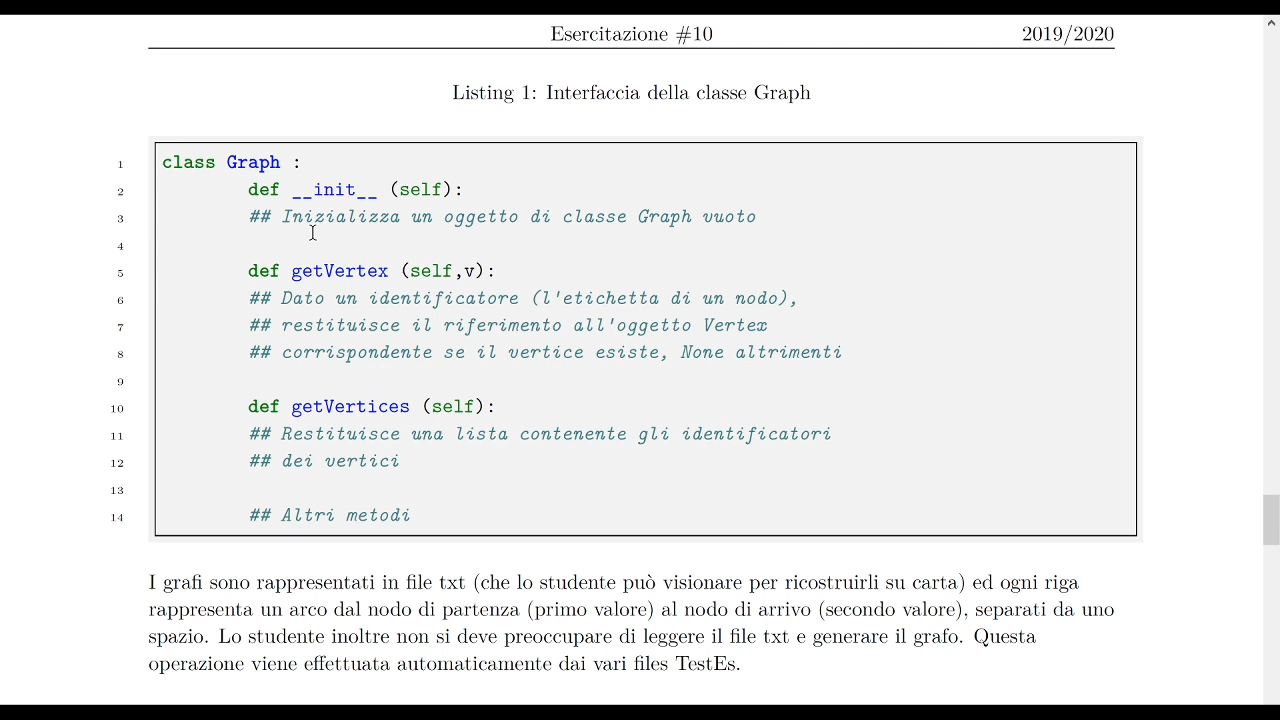 Esercitazione #10 2019/2020
Listing 1: Interfaccia della classe Graph
1 class Graph :
2 def __init__ (self):
3 ## Inizializza un oggetto di classe Graph vuoto
4
5 def getVertex (self,v):
6 ## Dato un identificatore (l'etichetta di un nodo),
7 ## restituisce il riferimento all'oggetto Vertex
8 ## corrispondente se il vertice esiste, None altrimenti
9
10 def getVertices (self):
11 ## Restituisce una lista contenente gli identificatori
12 ## dei vertici
13
14 ## Altri metodi
I grafi sono rappresentati in file txt (che lo studente può visionare per ricostruirli su carta) ed ogni riga
rappresenta un arco dal nodo di partenza (primo valore) al nodo di arrivo (secondo valore), separati da uno
spazio. Lo studente inoltre non si deve preoccupare di leggere il file txt e generare il grafo. Questa
operazione viene effettuata automaticamente dai vari files TestEs.